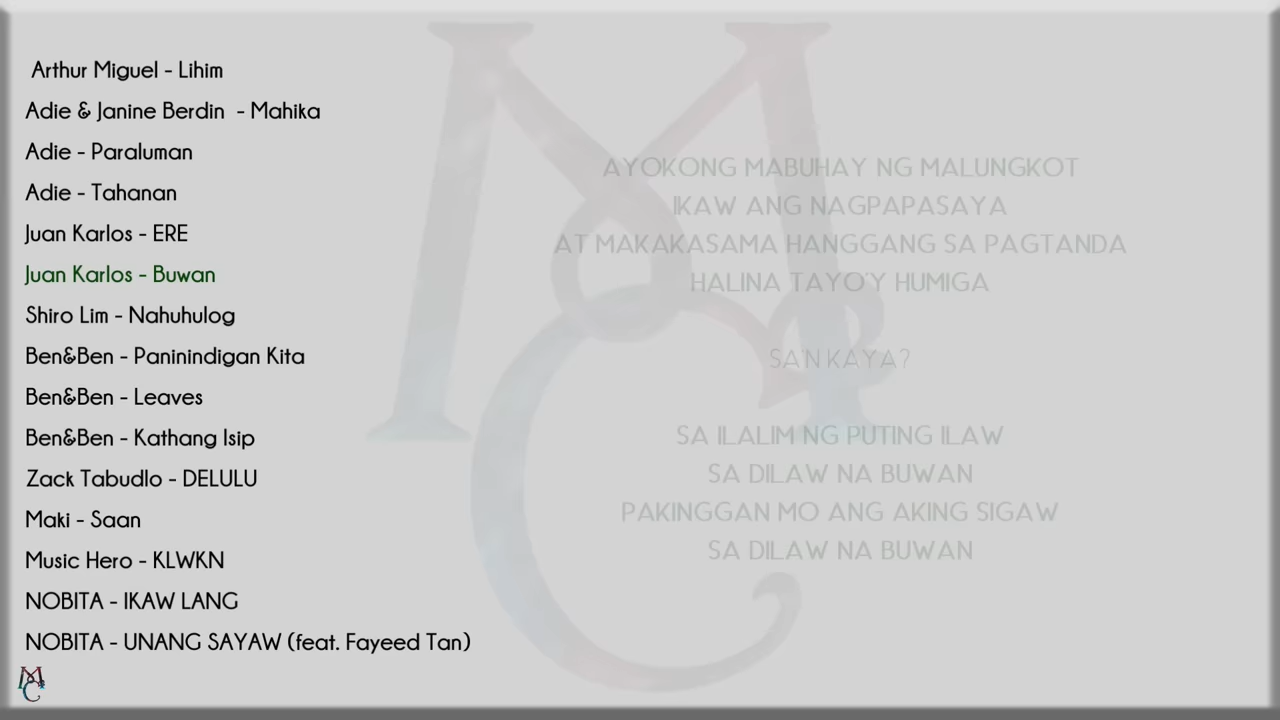 Arthur Miguel - Lihim
Adie & Janine Berdin - Mahika
Adie - Paraluman
Adie - Tahanan
Juan Karlos - ERE
Juan Karlos - Buwan
Shiro Lim - Nahuhulog
Ben&Ben - Paninindigan Kita
Ben&Ben - Leaves
Ben&Ben - Kathang Isip
Zack Tabudlo - DELULU
Maki - Saan
Music Hero - KLWKN
NOBITA - IKAW LANG
NOBITA - UNANG SAYAW (feat. Fayeed Tan)
AYOKONG MABUHAY NG MALUNGKOT
IKAW ANG NAGPAPASAYA
AT MAKAKASAMA HANGGANG SA PAGTANDA
HALINA TAYO'Y HUMIGA
SA'N KAYA?
SA ILALIM NG PUTING ILAW
SA DILAW NA BUWAN
PAKINGGAN MO ANG AKING SIGAW
SA DILAW NA BUWAN